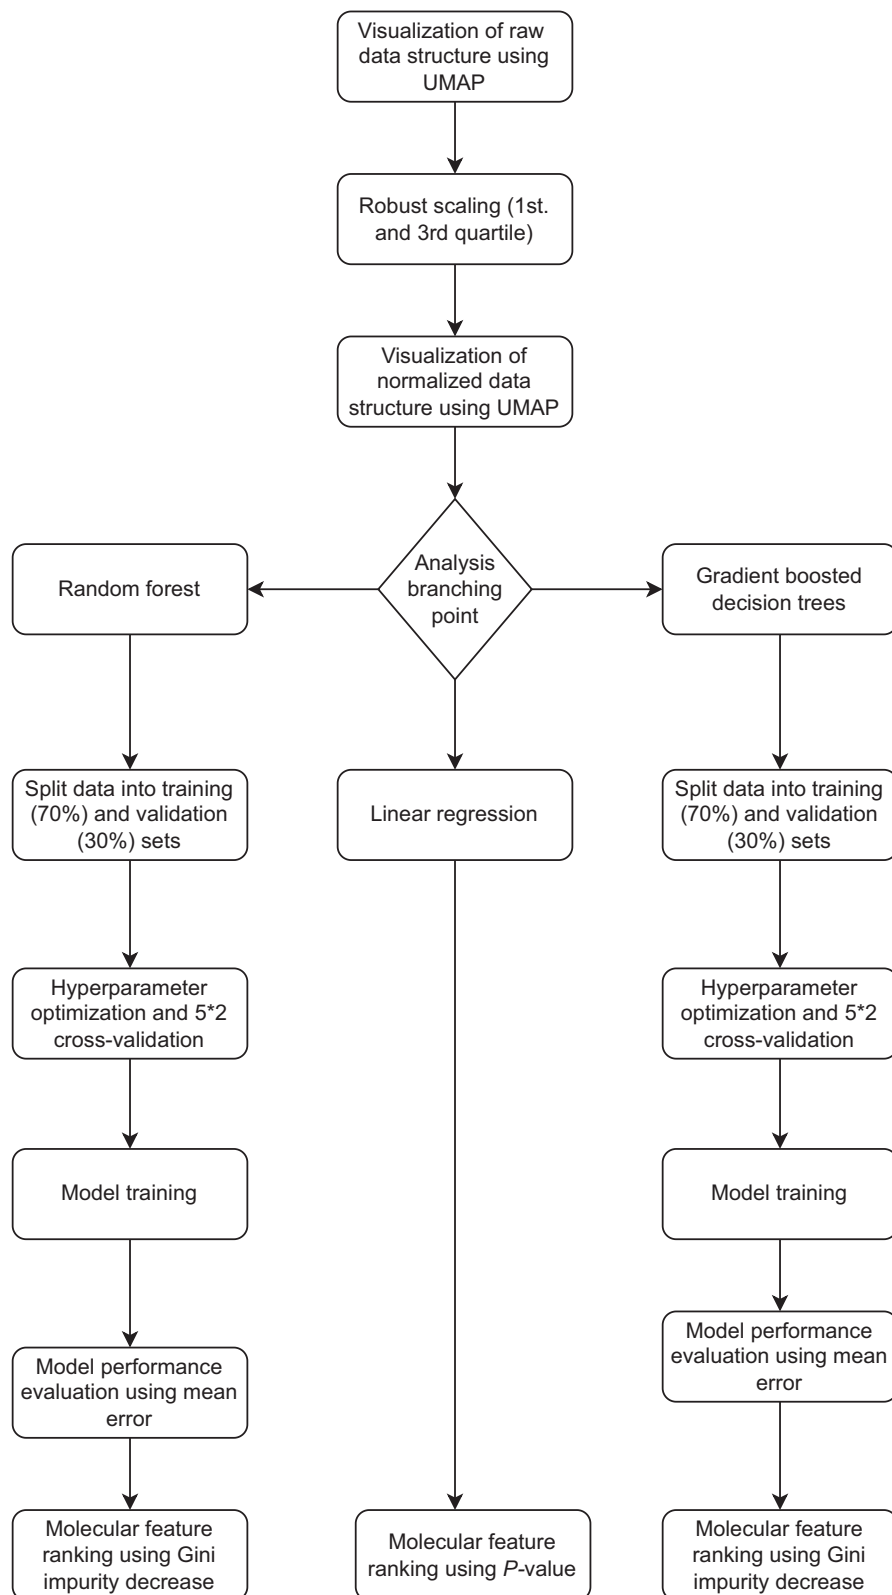 Visualization of raw
data structure using
UMAP
Robust scaling (1st.
and 3rd quartile)
Visualization of
normalized data
structure using UMAP
Analysis
branching
point
Random forest
Gradient boosted
decision trees
Split data into training
(70%) and validation
(30%) sets
Linear regression
Split data into training
(70%) and validation
(30%) sets
Hyperparameter
optimization and 5*2
cross-validation
Hyperparameter
optimization and 5*2
cross-validation
Model training
Model training
Model performance
evaluation using mean
error
Model performance
evaluation using mean
error
Molecular feature
ranking using Gini
impurity decrease
Molecular feature
ranking using P-value
Molecular feature
ranking using Gini
impurity decrease